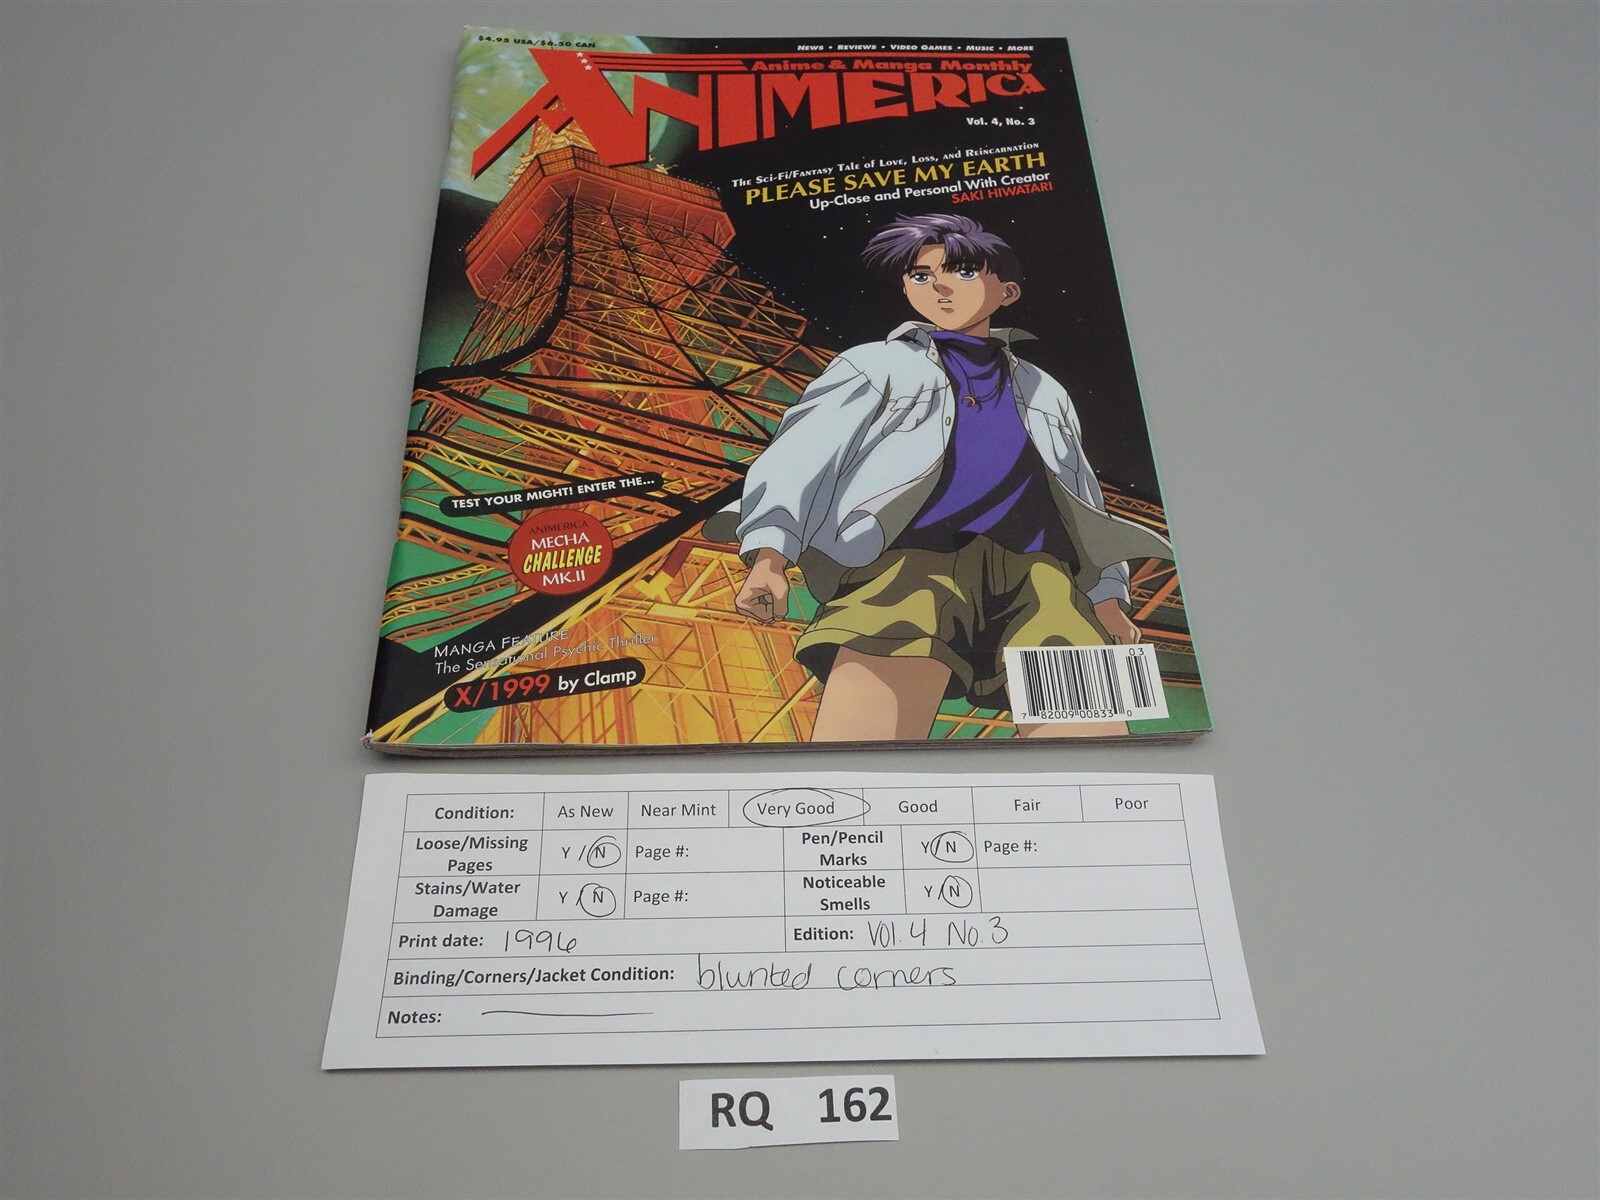 $4.95 USA/$6.50 CAN
News • Reviews • Video Games • Music • More
Anime & Manga Monthly
ANIMERICA
Vol. 4, No. 3
The Sci-Fi/Fantasy Tale of Love, Loss, and Reincarnation
PLEASE SAVE MY EARTH
Up-Close and Personal With Creator
SAKI HIWATARI
TEST YOUR MIGHT! ENTER THE...
ANIMERICA
MECHA
CHALLENGE
MK.II
MANGA FEATURE
The Sensational Psychic Thriller
X/1999 by Clamp
03
7 82009 00833 0
Condition: As New Near Mint Very Good Good Fair Poor
Loose/Missing Pages Y / N Page #: Pen/Pencil Marks Y / N Page #:
Stains/Water Damage Y / N Page #: Noticeable Smells Y / N
Print date: 1996 Edition: Vol. 4 No. 3
Binding/Corners/Jacket Condition: blunted corners
Notes:
RQ 162